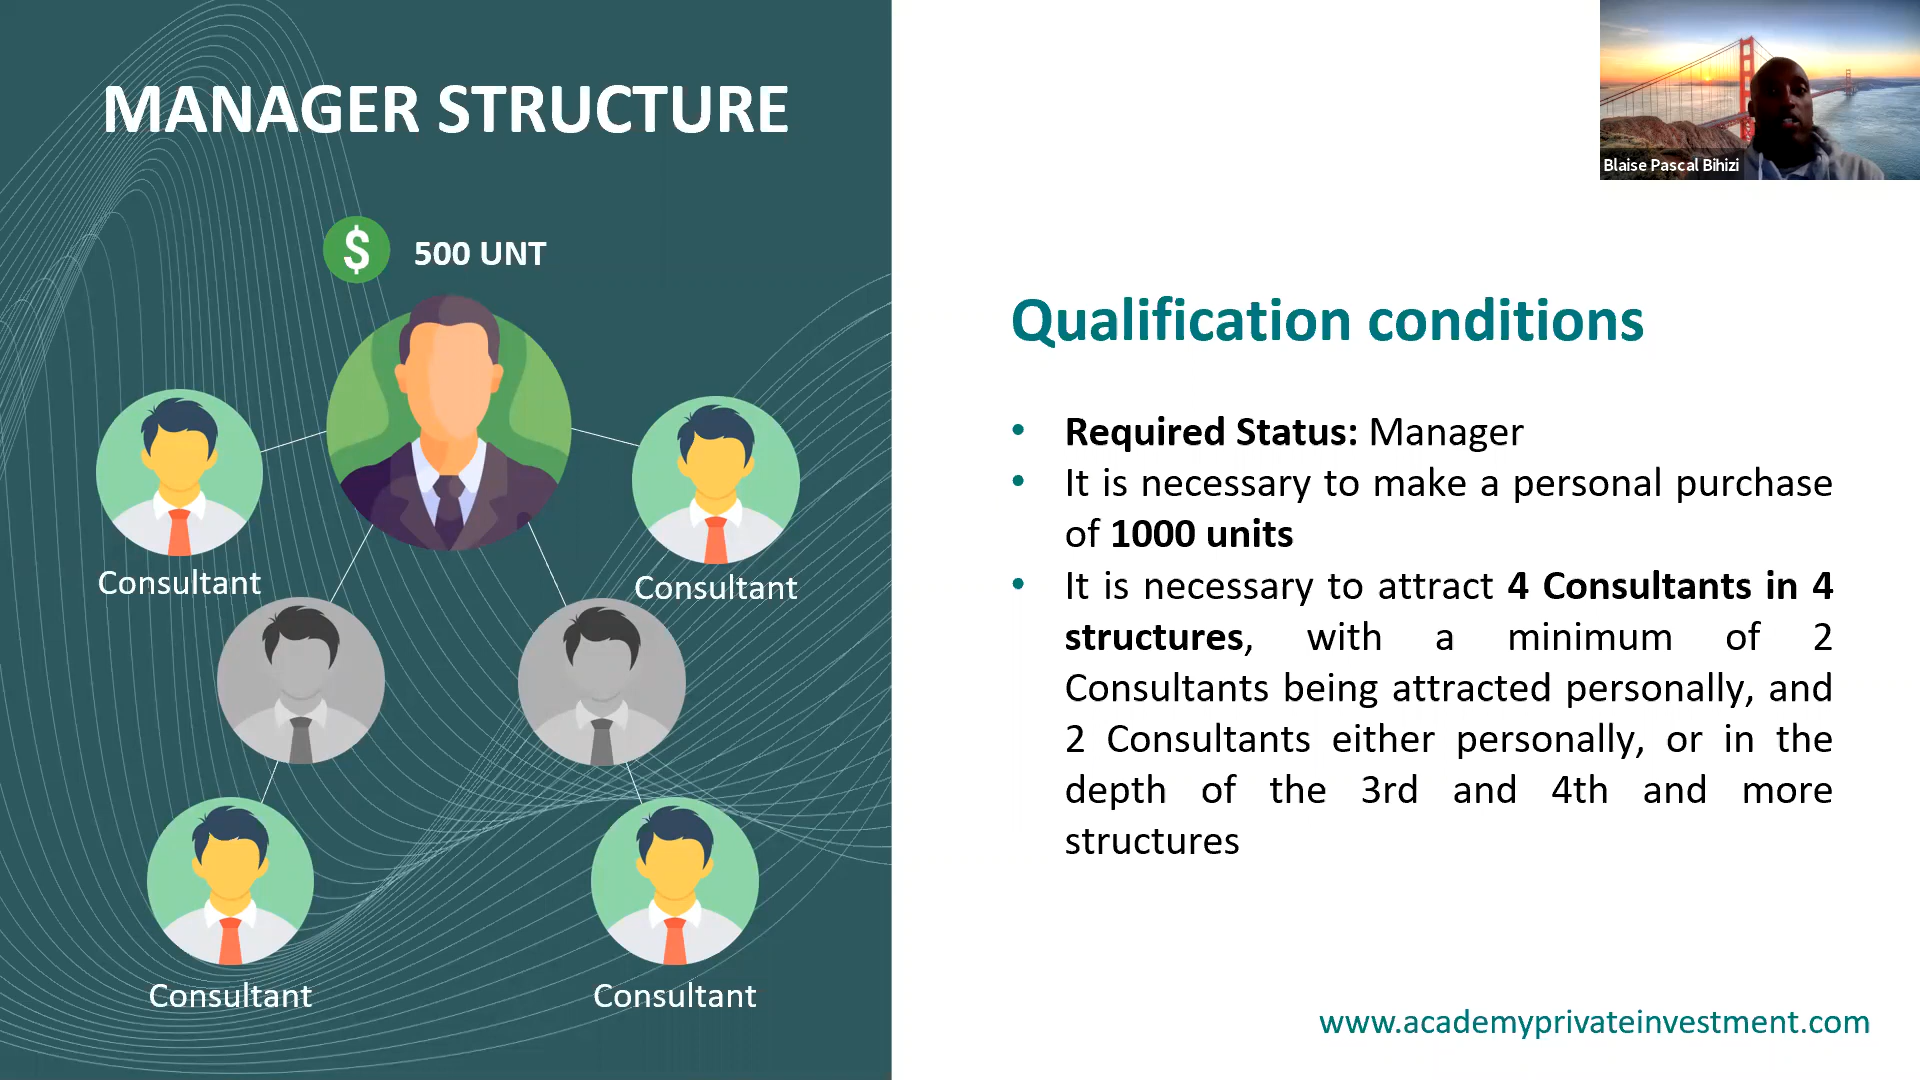 MANAGER STRUCTURE
$ 500 UNT
Consultant
Consultant
Consultant
Consultant
Blaise Pascal Bihizi
Qualification conditions
• Required Status: Manager
• It is necessary to make a personal purchase
of 1000 units
• It is necessary to attract 4 Consultants in 4
structures, with a minimum of 2
Consultants being attracted personally, and
2 Consultants either personally, or in the
depth of the 3rd and 4th and more
structures
www.academyprivateinvestment.com